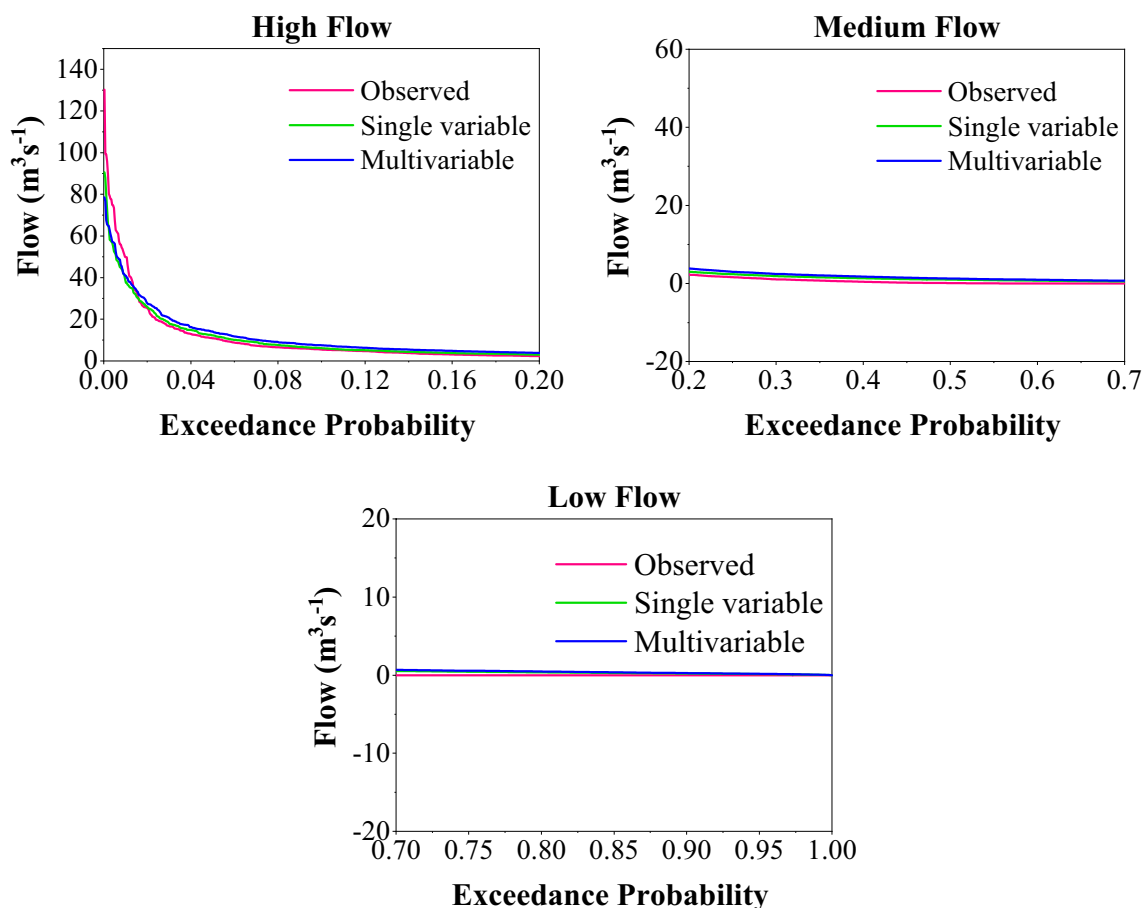 High Flow
140
120
100
80
60
40
20
0
Flow (m³s⁻¹)
Observed
Single variable
Multivariable
0.00 0.04 0.08 0.12 0.16 0.20
Exceedance Probability
Medium Flow
60
40
20
0
-20
Flow (m³s⁻¹)
Observed
Single variable
Multivariable
0.2 0.3 0.4 0.5 0.6 0.7
Exceedance Probability
Low Flow
20
10
0
-10
-20
Flow (m³s⁻¹)
Observed
Single variable
Multivariable
0.70 0.75 0.80 0.85 0.90 0.95 1.00
Exceedance Probability